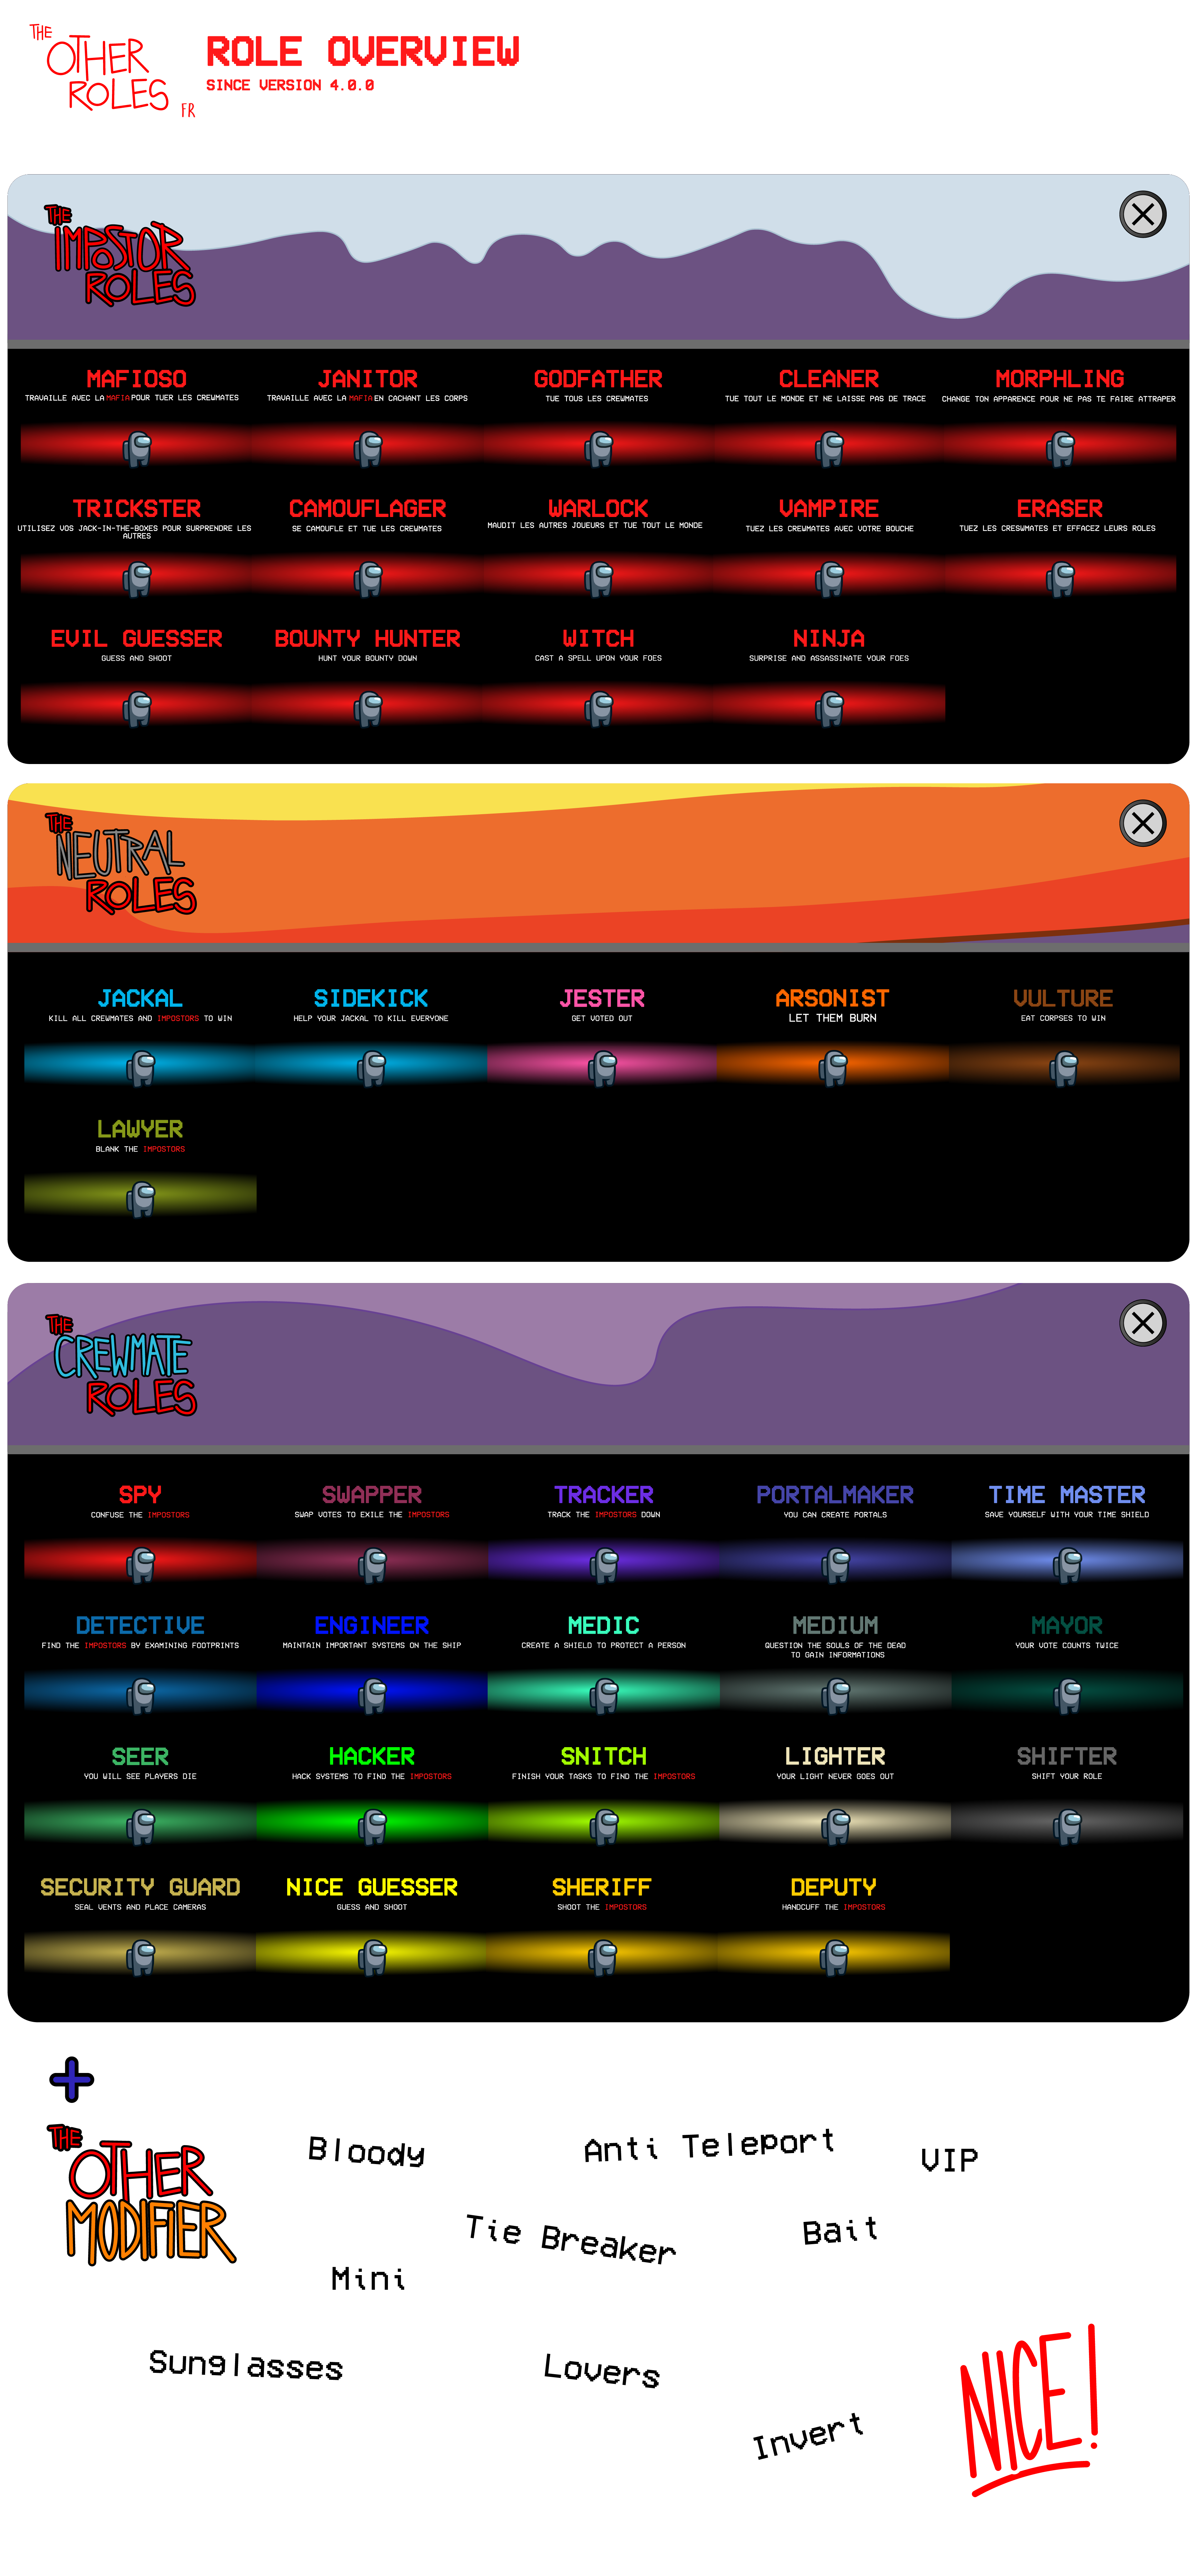 THE
OTHER
ROLES
FR
ROLE OVERVIEW
SINCE VERSION 4.0.0
THE
IMPOSTOR
ROLES
MAFIOSO
TRAVAILLE AVEC LA MAFIA POUR TUER LES CREWMATES
JANITOR
TRAVAILLE AVEC LA MAFIA EN CACHANT LES CORPS
GODFATHER
TUE TOUS LES CREWMATES
CLEANER
TUE TOUT LE MONDE ET NE LAISSE PAS DE TRACE
MORPHLING
CHANGE TON APPARENCE POUR NE PAS TE FAIRE ATTRAPER
TRICKSTER
UTILISEZ VOS JACK-IN-THE-BOXES POUR SURPRENDRE LES
AUTRES
CAMOUFLAGER
SE CAMOUFLE ET TUE LES CREWMATES
WARLOCK
MAUDIT LES AUTRES JOUEURS ET TUE TOUT LE MONDE
VAMPIRE
TUEZ LES CREWMATES AVEC VOTRE BOUCHE
ERASER
TUEZ LES CRESWMATES ET EFFACEZ LEURS ROLES
EVIL GUESSER
GUESS AND SHOOT
BOUNTY HUNTER
HUNT YOUR BOUNTY DOWN
WITCH
CAST A SPELL UPON YOUR FOES
NINJA
SURPRISE AND ASSASSINATE YOUR FOES
THE
NEUTRAL
ROLES
JACKAL
KILL ALL CREWMATES AND IMPOSTORS TO WIN
SIDEKICK
HELP YOUR JACKAL TO KILL EVERYONE
JESTER
GET VOTED OUT
ARSONIST
LET THEM BURN
VULTURE
EAT CORPSES TO WIN
LAWYER
BLANK THE IMPOSTORS
THE
CREWMATE
ROLES
SPY
CONFUSE THE IMPOSTORS
SWAPPER
SWAP VOTES TO EXILE THE IMPOSTORS
TRACKER
TRACK THE IMPOSTORS DOWN
PORTALMAKER
YOU CAN CREATE PORTALS
TIME MASTER
SAVE YOURSELF WITH YOUR TIME SHIELD
DETECTIVE
FIND THE IMPOSTORS BY EXAMINING FOOTPRINTS
ENGINEER
MAINTAIN IMPORTANT SYSTEMS ON THE SHIP
MEDIC
CREATE A SHIELD TO PROTECT A PERSON
MEDIUM
QUESTION THE SOULS OF THE DEAD
TO GAIN INFORMATIONS
MAYOR
YOUR VOTE COUNTS TWICE
SEER
YOU WILL SEE PLAYERS DIE
HACKER
HACK SYSTEMS TO FIND THE IMPOSTORS
SNITCH
FINISH YOUR TASKS TO FIND THE IMPOSTORS
LIGHTER
YOUR LIGHT NEVER GOES OUT
SHIFTER
SHIFT YOUR ROLE
SECURITY GUARD
SEAL VENTS AND PLACE CAMERAS
NICE GUESSER
GUESS AND SHOOT
SHERIFF
SHOOT THE IMPOSTORS
DEPUTY
HANDCUFF THE IMPOSTORS
THE
OTHER
MODIFIER
Bloody
Anti Teleport
VIP
Tie Breaker
Bait
Mini
Sunglasses
Lovers
Invert
NICE!